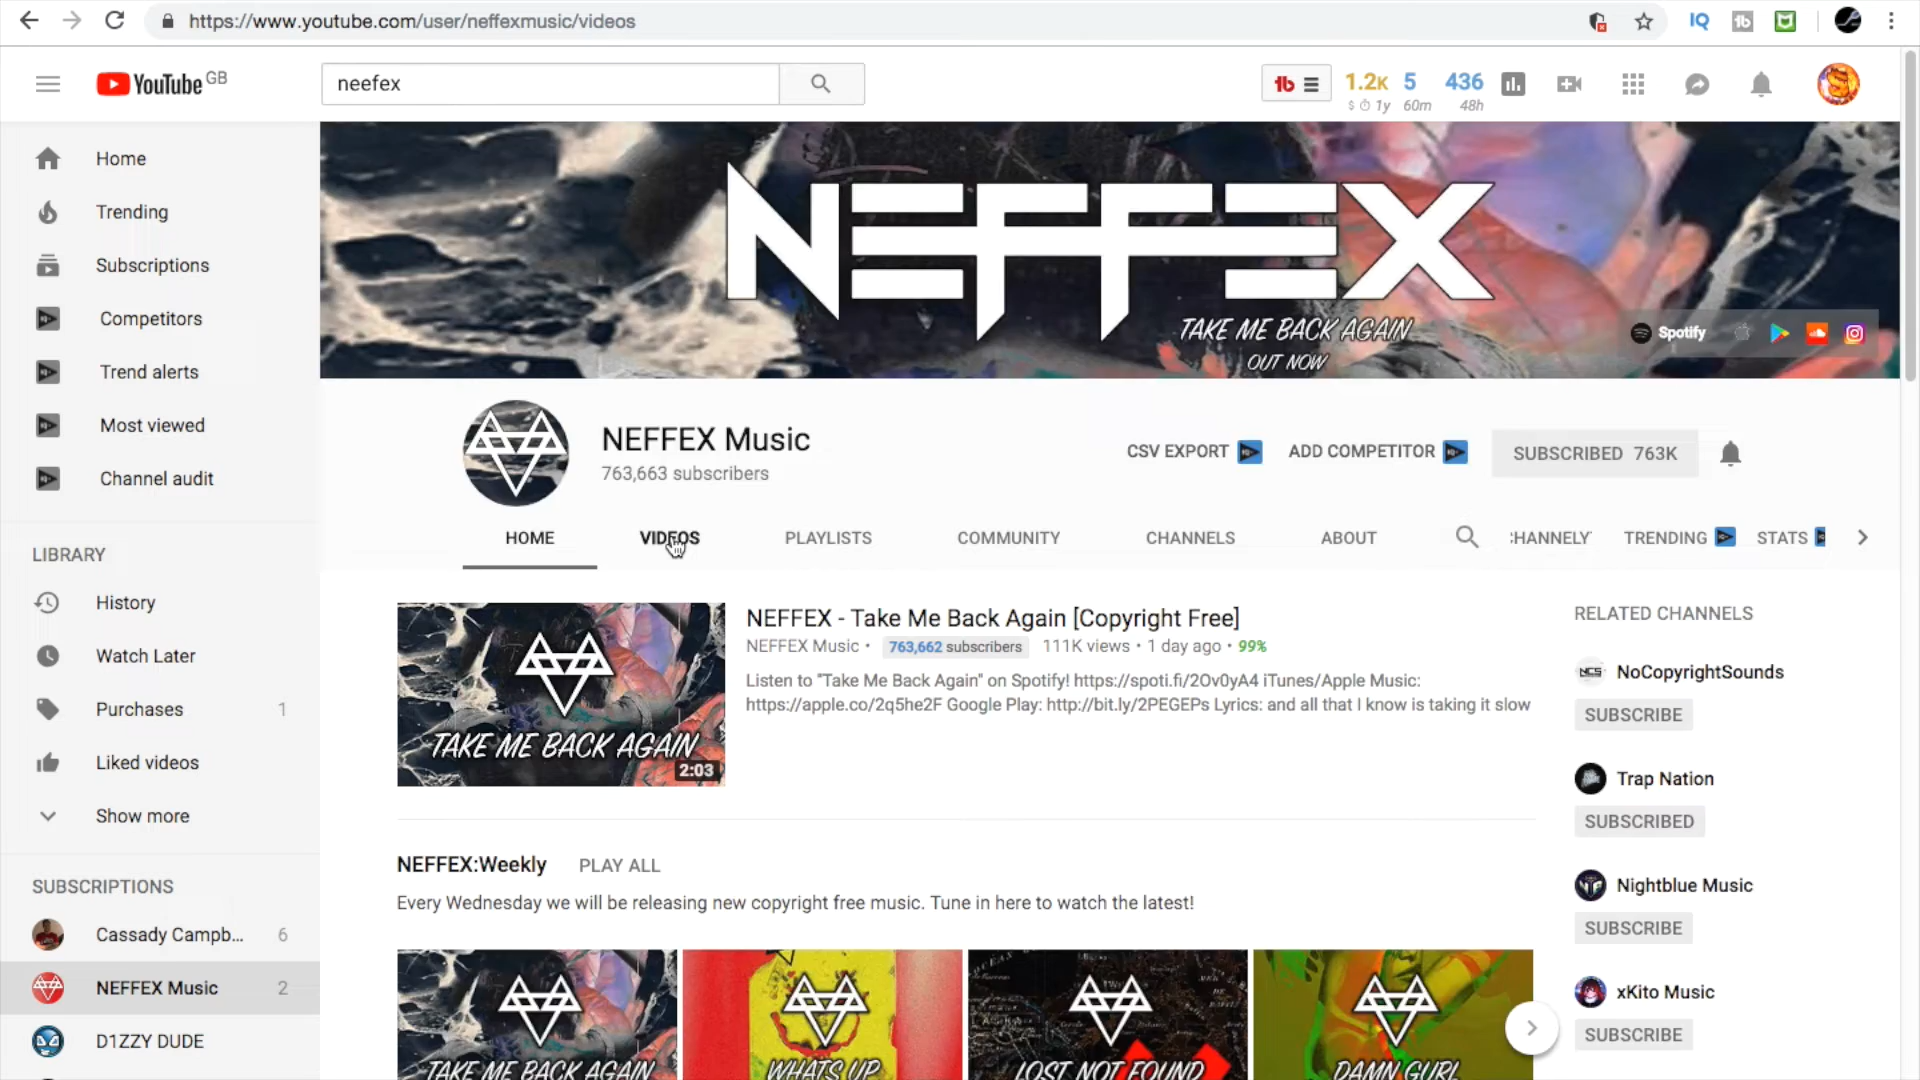 https://www.youtube.com/user/neffexmusic/videos
IQ
tb
YouTube GB
neefex
tb
1.2K 5 436
$ 1y 60m 48h
Home
Trending
Subscriptions
Competitors
Trend alerts
Most viewed
Channel audit
LIBRARY
History
Watch Later
Purchases 1
Liked videos
Show more
SUBSCRIPTIONS
Cassady Campb... 6
NEFFEX Music 2
D1ZZY DUDE
NEFFEX
TAKE ME BACK AGAIN
OUT NOW
Spotify
NEFFEX Music
763,663 subscribers
CSV EXPORT
ADD COMPETITOR
SUBSCRIBED 763K
HOME
VIDEOS
PLAYLISTS
COMMUNITY
CHANNELS
ABOUT
CHANNELY
TRENDING
STATS
TAKE ME BACK AGAIN
2:03
NEFFEX - Take Me Back Again [Copyright Free]
NEFFEX Music • 763,662 subscribers 111K views • 1 day ago • 99%
Listen to "Take Me Back Again" on Spotify! https://spoti.fi/2Ov0yA4 iTunes/Apple Music:
https://apple.co/2q5he2F Google Play: http://bit.ly/2PEGEPs Lyrics: and all that I know is taking it slow
NEFFEX:Weekly PLAY ALL
Every Wednesday we will be releasing new copyright free music. Tune in here to watch the latest!
TAKE ME BACK AGAIN
WHATS UP
LOST NOT FOUND
DAMN GURL
RELATED CHANNELS
NCS
NoCopyrightSounds
SUBSCRIBE
Trap Nation
SUBSCRIBED
Nightblue Music
SUBSCRIBE
xKito Music
SUBSCRIBE